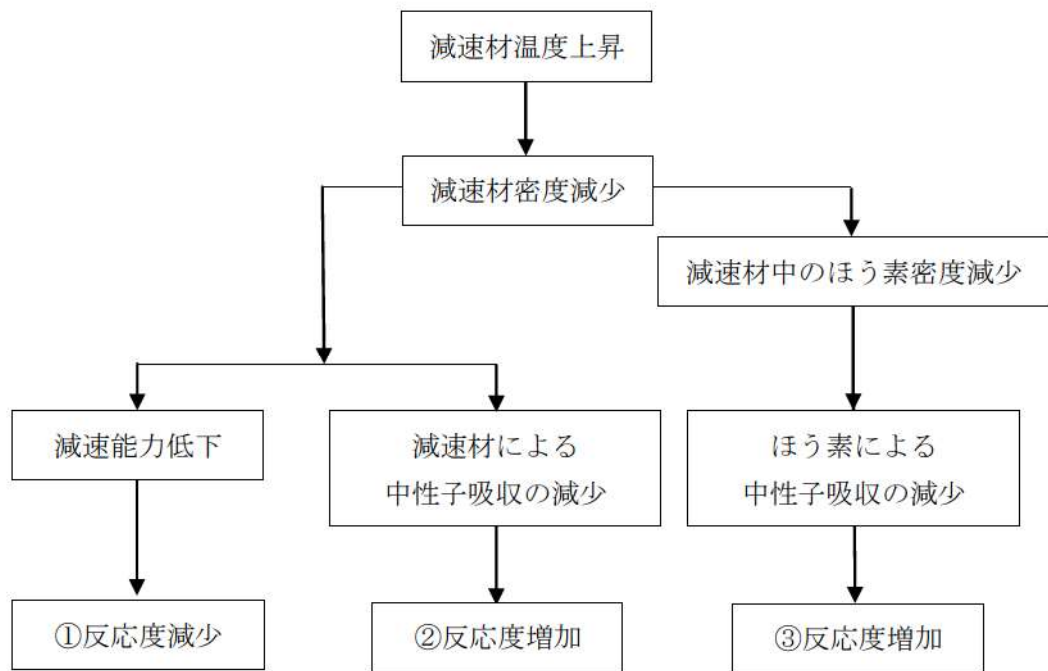 減速材温度上昇
減速材密度減少
減速材中のほう素密度減少
減速能力低下
減速材による
中性子吸収の減少
ほう素による
中性子吸収の減少
①反応度減少
②反応度増加
③反応度増加